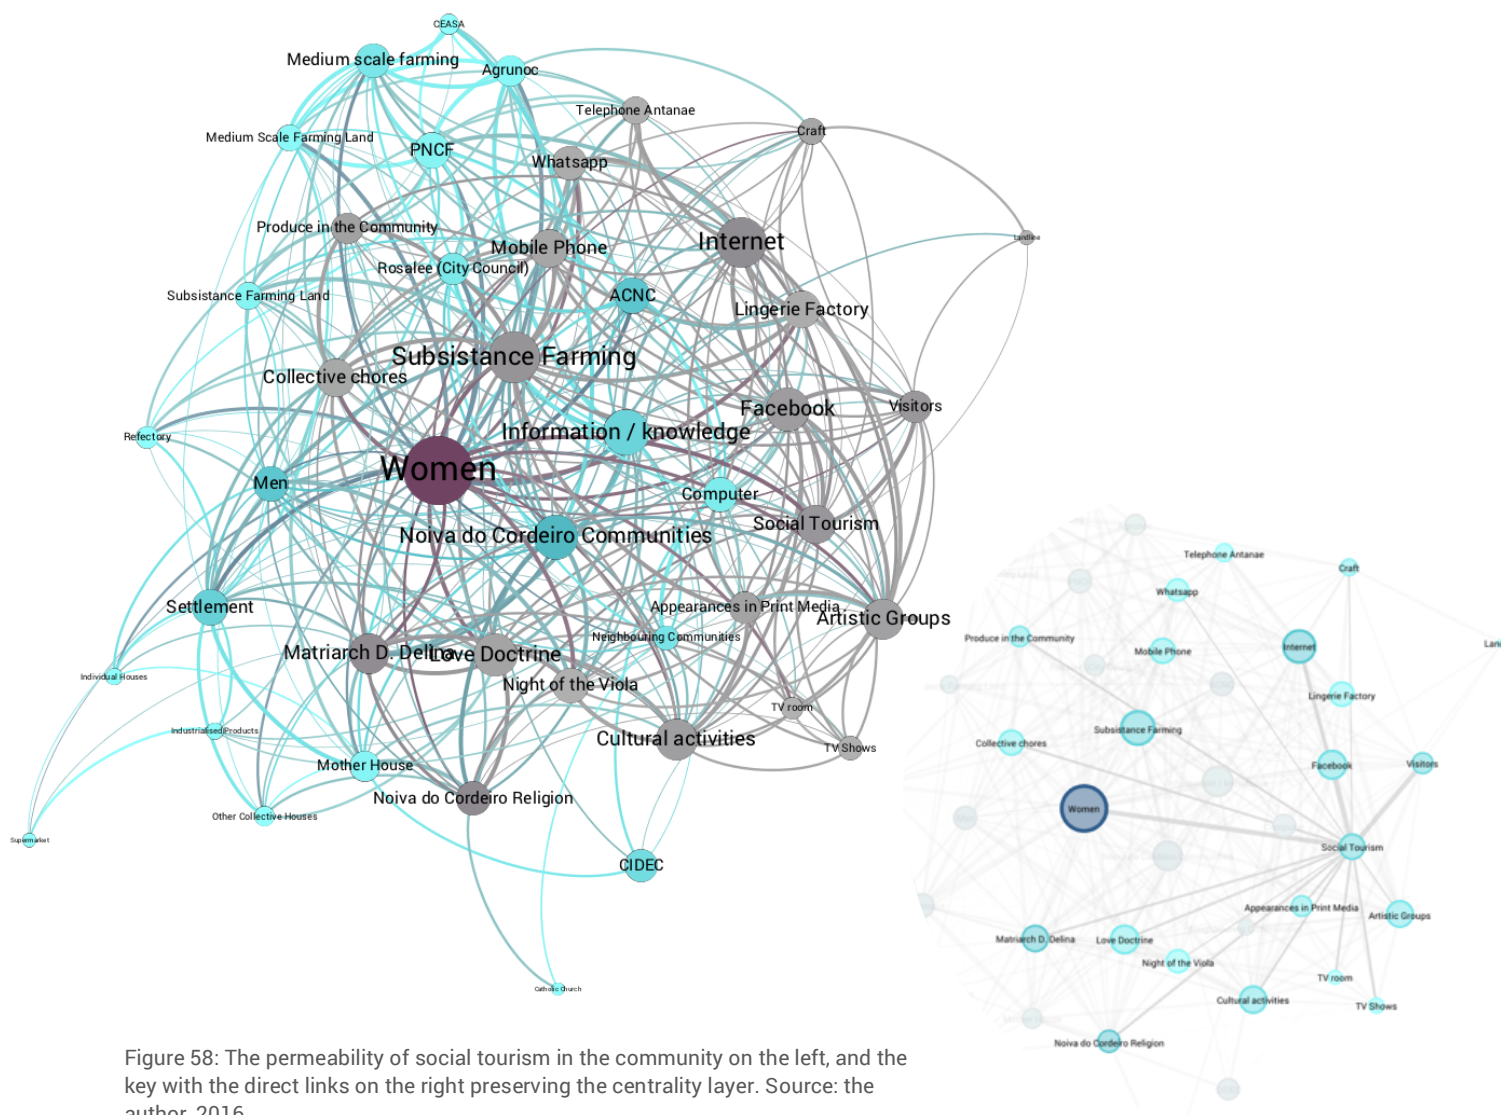 CEASA
Medium scale farming
Agrunoc
Telephone Antanae
Craft
Medium Scale Farming Land
PNCF
Whatsapp
Produce in the Community
Internet
Landline
Mobile Phone
Rosalee (City Council)
Subsistance Farming Land
ACNC
Lingerie Factory
Subsistance Farming
Collective chores
Facebook
Visitors
Refectory
Information / knowledge
Women
Men
Computer
Social Tourism
Noiva do Cordeiro Communities
Settlement
Appearances in Print Media
Artistic Groups
Neighbouring Communities
Matriarch D. Delina
Love Doctrine
Individual Houses
Night of the Viola
TV room
Industrialised Products
Cultural activities
TV Shows
Mother House
Noiva do Cordeiro Religion
Other Collective Houses
Supermarket
CIDEC
Catholic Church
Telephone Antanae
Craft
Whatsapp
Produce in the Community
Mobile Phone
Internet
Lingerie Factory
Subsistance Farming
Collective chores
Facebook
Visitors
Women
Social Tourism
Appearances in Print Media
Artistic Groups
Matriarch D. Delina
Love Doctrine
Night of the Viola
TV room
Cultural activities
TV Shows
Noiva do Cordeiro Religion
Figure 58: The permeability of social tourism in the community on the left, and the
key with the direct links on the right preserving the centrality layer. Source: the
author, 2016